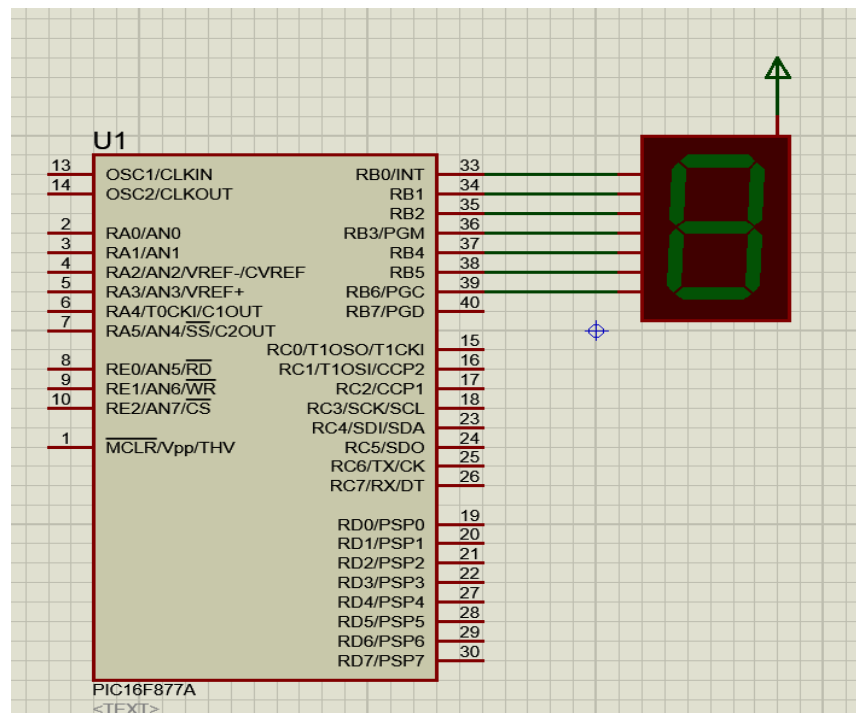 U1
13 OSC1/CLKIN RB0/INT 33
14 OSC2/CLKOUT RB1 34
RB2 35
2 RA0/AN0 RB3/PGM 36
3 RA1/AN1 RB4 37
4 RA2/AN2/VREF-/CVREF RB5 38
5 RA3/AN3/VREF+ RB6/PGC 39
6 RA4/T0CKI/C1OUT RB7/PGD 40
7 RA5/AN4/SS/C2OUT
RC0/T1OSO/T1CKI 15
8 RE0/AN5/RD RC1/T1OSI/CCP2 16
9 RE1/AN6/WR RC2/CCP1 17
10 RE2/AN7/CS RC3/SCK/SCL 18
RC4/SDI/SDA 23
1 MCLR/Vpp/THV RC5/SDO 24
RC6/TX/CK 25
RC7/RX/DT 26
RD0/PSP0 19
RD1/PSP1 20
RD2/PSP2 21
RD3/PSP3 22
RD4/PSP4 27
RD5/PSP5 28
RD6/PSP6 29
RD7/PSP7 30
PIC16F877A
<TEXT>